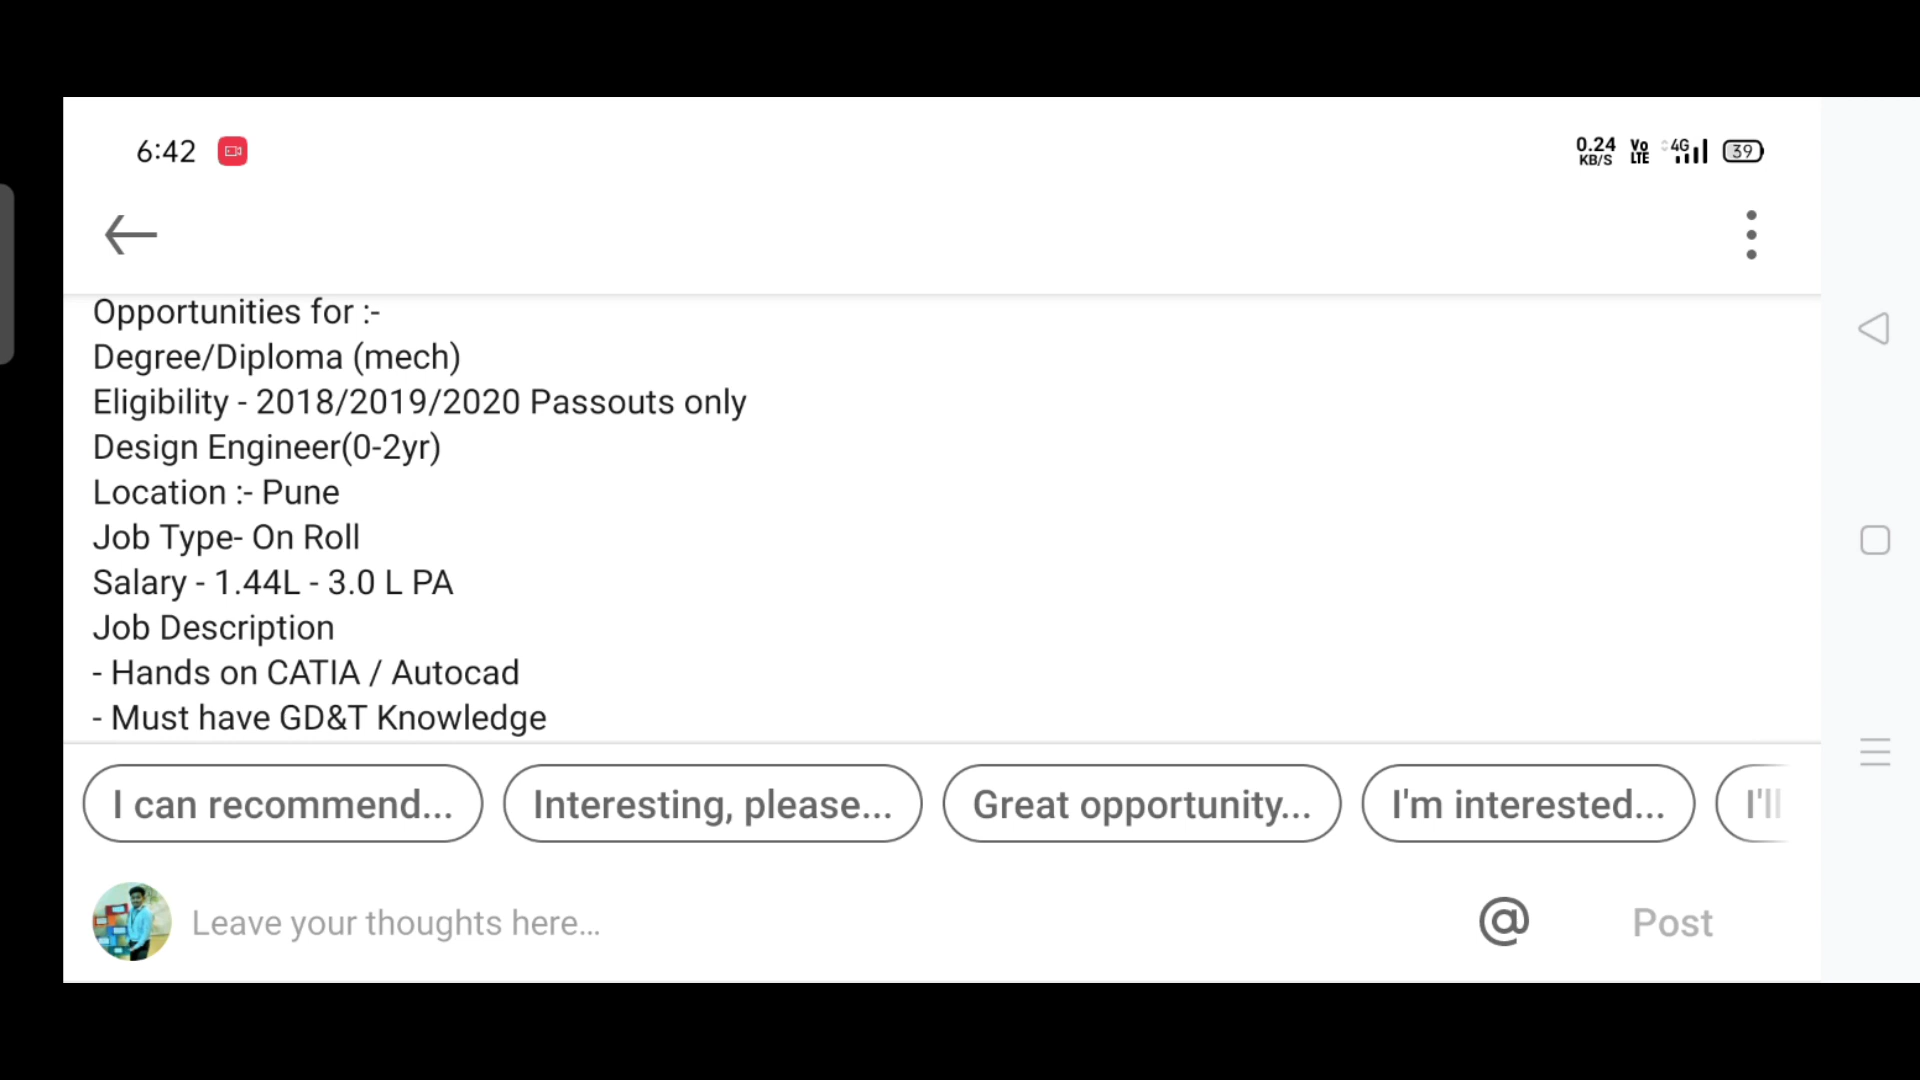 6:42
0.24 KB/S Vo LTE 4G 39
Opportunities for :-
Degree/Diploma (mech)
Eligibility - 2018/2019/2020 Passouts only
Design Engineer(0-2yr)
Location :- Pune
Job Type- On Roll
Salary - 1.44L - 3.0 L PA
Job Description
- Hands on CATIA / Autocad
- Must have GD&T Knowledge
I can recommend... Interesting, please... Great opportunity... I'm interested... I'll
Leave your thoughts here... @ Post